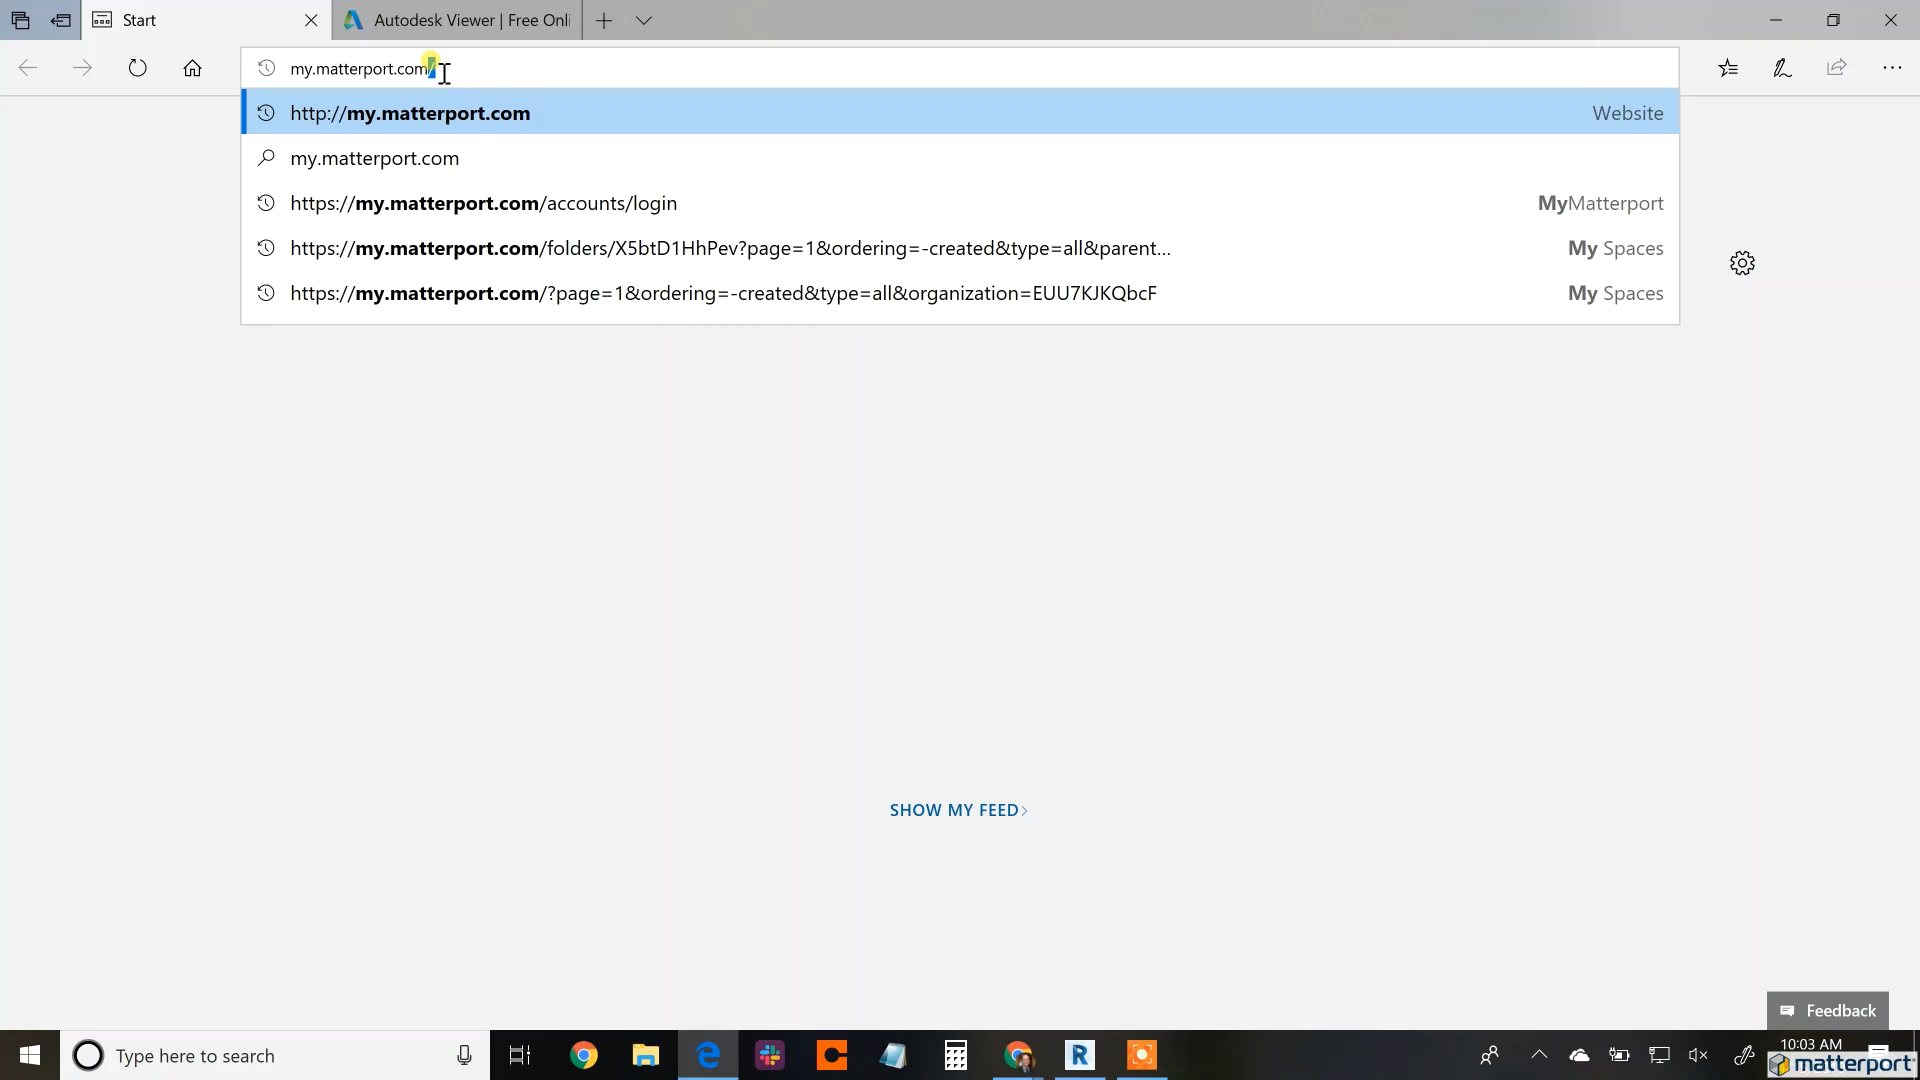 Start
Autodesk Viewer | Free Onli
my.matterport.com/
http://my.matterport.com Website
my.matterport.com
https://my.matterport.com/accounts/login MyMatterport
https://my.matterport.com/folders/X5btD1HhPev?page=1&ordering=-created&type=all&parent... My Spaces
https://my.matterport.com/?page=1&ordering=-created&type=all&organization=EUU7KJKQbcF My Spaces
SHOW MY FEED
Feedback
Type here to search
10:03 AM
matterport